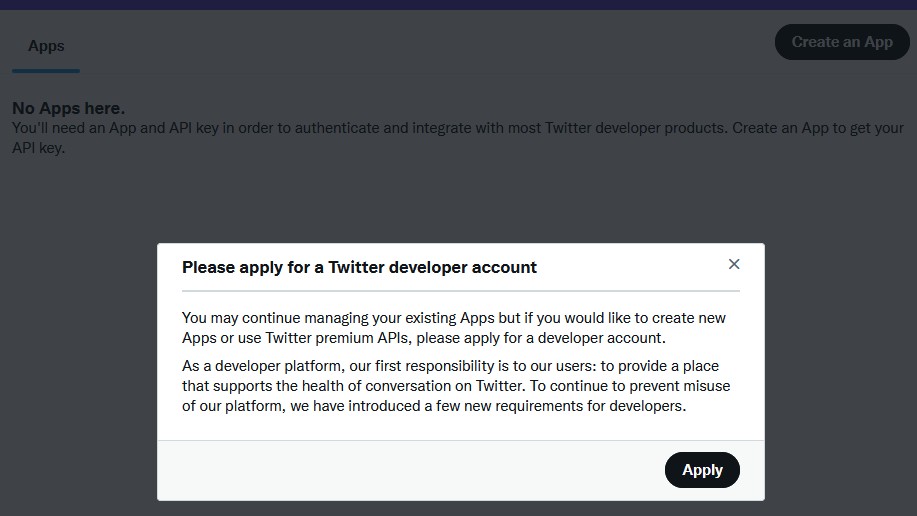 Apps
Create an App
No Apps here.
You'll need an App and API key in order to authenticate and integrate with most Twitter developer products. Create an App to get your
API key.
Please apply for a Twitter developer account
×
You may continue managing your existing Apps but if you would like to create new
Apps or use Twitter premium APIs, please apply for a developer account.
As a developer platform, our first responsibility is to our users: to provide a place
that supports the health of conversation on Twitter. To continue to prevent misuse
of our platform, we have introduced a few new requirements for developers.
Apply